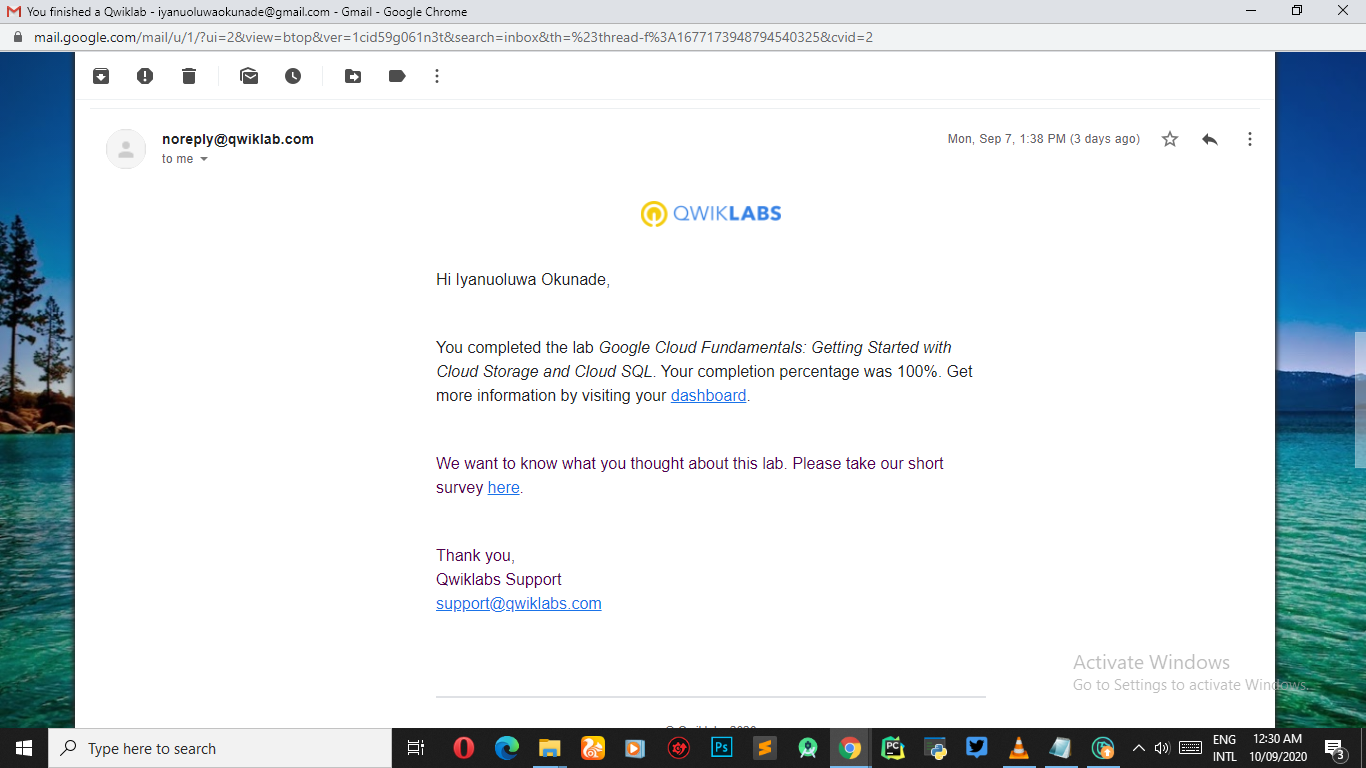 You finished a Qwiklab - iyanuoluwaokunade@gmail.com - Gmail - Google Chrome
mail.google.com/mail/u/1/?ui=2&view=btop&ver=1cid59g061n3t&search=inbox&th=%23thread-f%3A1677173948794540325&cvid=2
noreply@qwiklab.com
Mon, Sep 7, 1:38 PM (3 days ago)
to me
QWIKLABS
Hi Iyanuoluwa Okunade,
You completed the lab Google Cloud Fundamentals: Getting Started with
Cloud Storage and Cloud SQL. Your completion percentage was 100%. Get
more information by visiting your dashboard.
We want to know what you thought about this lab. Please take our short
survey here.
Thank you,
Qwiklabs Support
support@qwiklabs.com
Activate Windows
Go to Settings to activate Windows.
Type here to search
Ps
PC
ENG
INTL
12:30 AM
10/09/2020
3